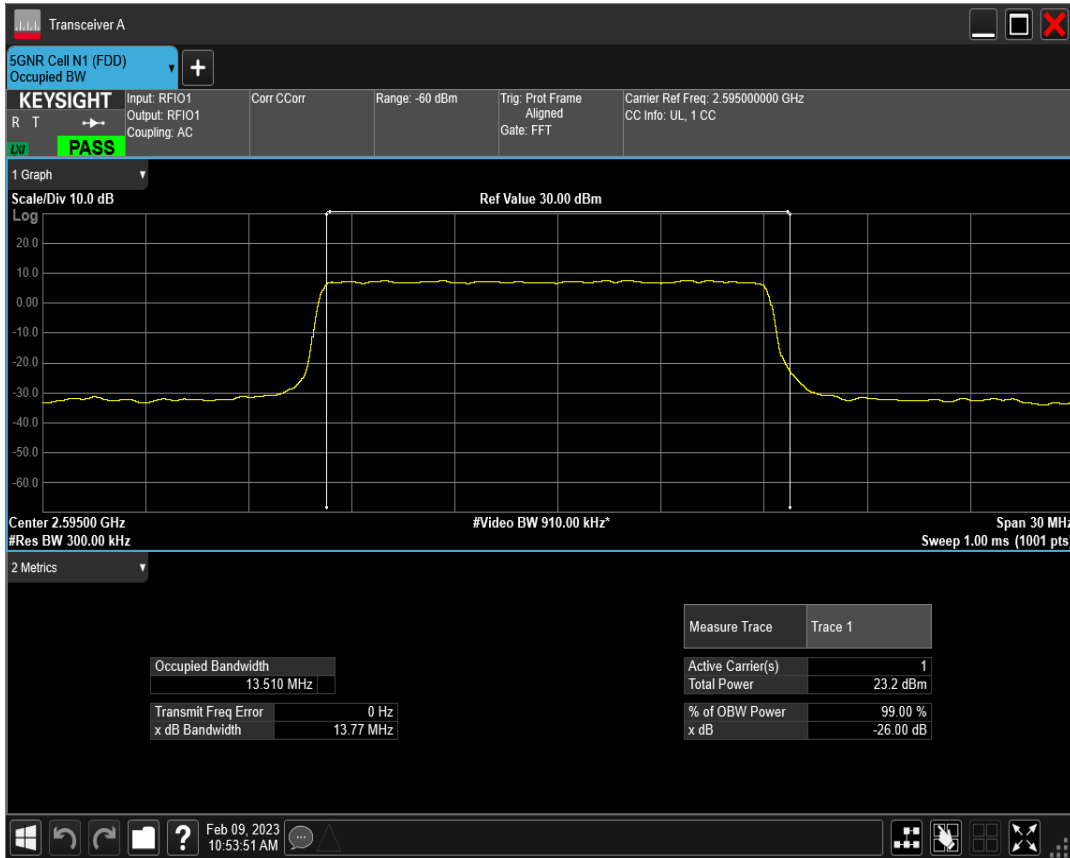 Transceiver A
5GNR Cell N1 (FDD)
Occupied BW
+
KEYSIGHT
R T
LXI
PASS
Input: RFIO1
Output: RFIO1
Coupling: AC
Corr CCorr
Range: -60 dBm
Trig: Prot Frame
Aligned
Gate: FFT
Carrier Ref Freq: 2.595000000 GHz
CC Info: UL, 1 CC
1 Graph
Scale/Div 10.0 dB
Ref Value 30.00 dBm
Log
20.0
10.0
0.00
-10.0
-20.0
-30.0
-40.0
-50.0
-60.0
Center 2.59500 GHz
#Video BW 910.00 kHz*
Span 30 MHz
#Res BW 300.00 kHz
Sweep 1.00 ms (1001 pts)
2 Metrics
Measure Trace Trace 1
Occupied Bandwidth
13.510 MHz
Active Carrier(s) 1
Total Power 23.2 dBm
Transmit Freq Error 0 Hz
x dB Bandwidth 13.77 MHz
% of OBW Power 99.00 %
x dB -26.00 dB
?
Feb 09, 2023
10:53:51 AM